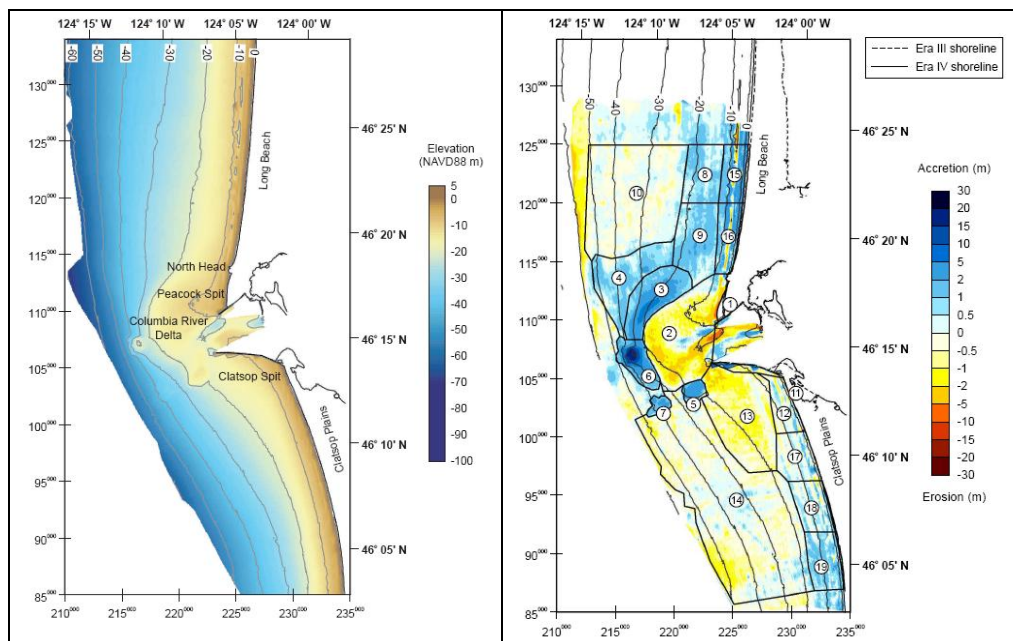 124° 15' W 124° 10' W 124° 05' W 124° 00' W
-60 -50 -40 -30 -20 -10 0
130000
125000
120000
115000
110000
105000
100000
95000
90000
85000
210000 215000 220000 225000 230000 235000
46° 25' N
46° 20' N
46° 15' N
46° 10' N
46° 05' N
Long Beach
North Head
Peacock Spit
Columbia River
Delta
Clatsop Spit
Clatsop Plains
Elevation
(NAVD88 m)
5
0
-10
-20
-30
-40
-50
-60
-70
-80
-90
-100
124° 15' W 124° 10' W 124° 05' W 124° 00' W
-50 -40 -30 -20 -10 0
130000
125000
120000
115000
110000
105000
100000
95000
90000
85000
210000 215000 220000 225000 230000 235000
46° 25' N
46° 20' N
46° 15' N
46° 10' N
46° 05' N
Long Beach
Clatsop Plains
8
15
10
9
16
4
3
1
2
6
5
7
11
12
13
17
14
18
19
Era III shoreline
Era IV shoreline
Accretion (m)
30
20
15
10
5
2
1
0.5
0
-0.5
-1
-2
-5
-10
-15
-20
-30
Erosion (m)